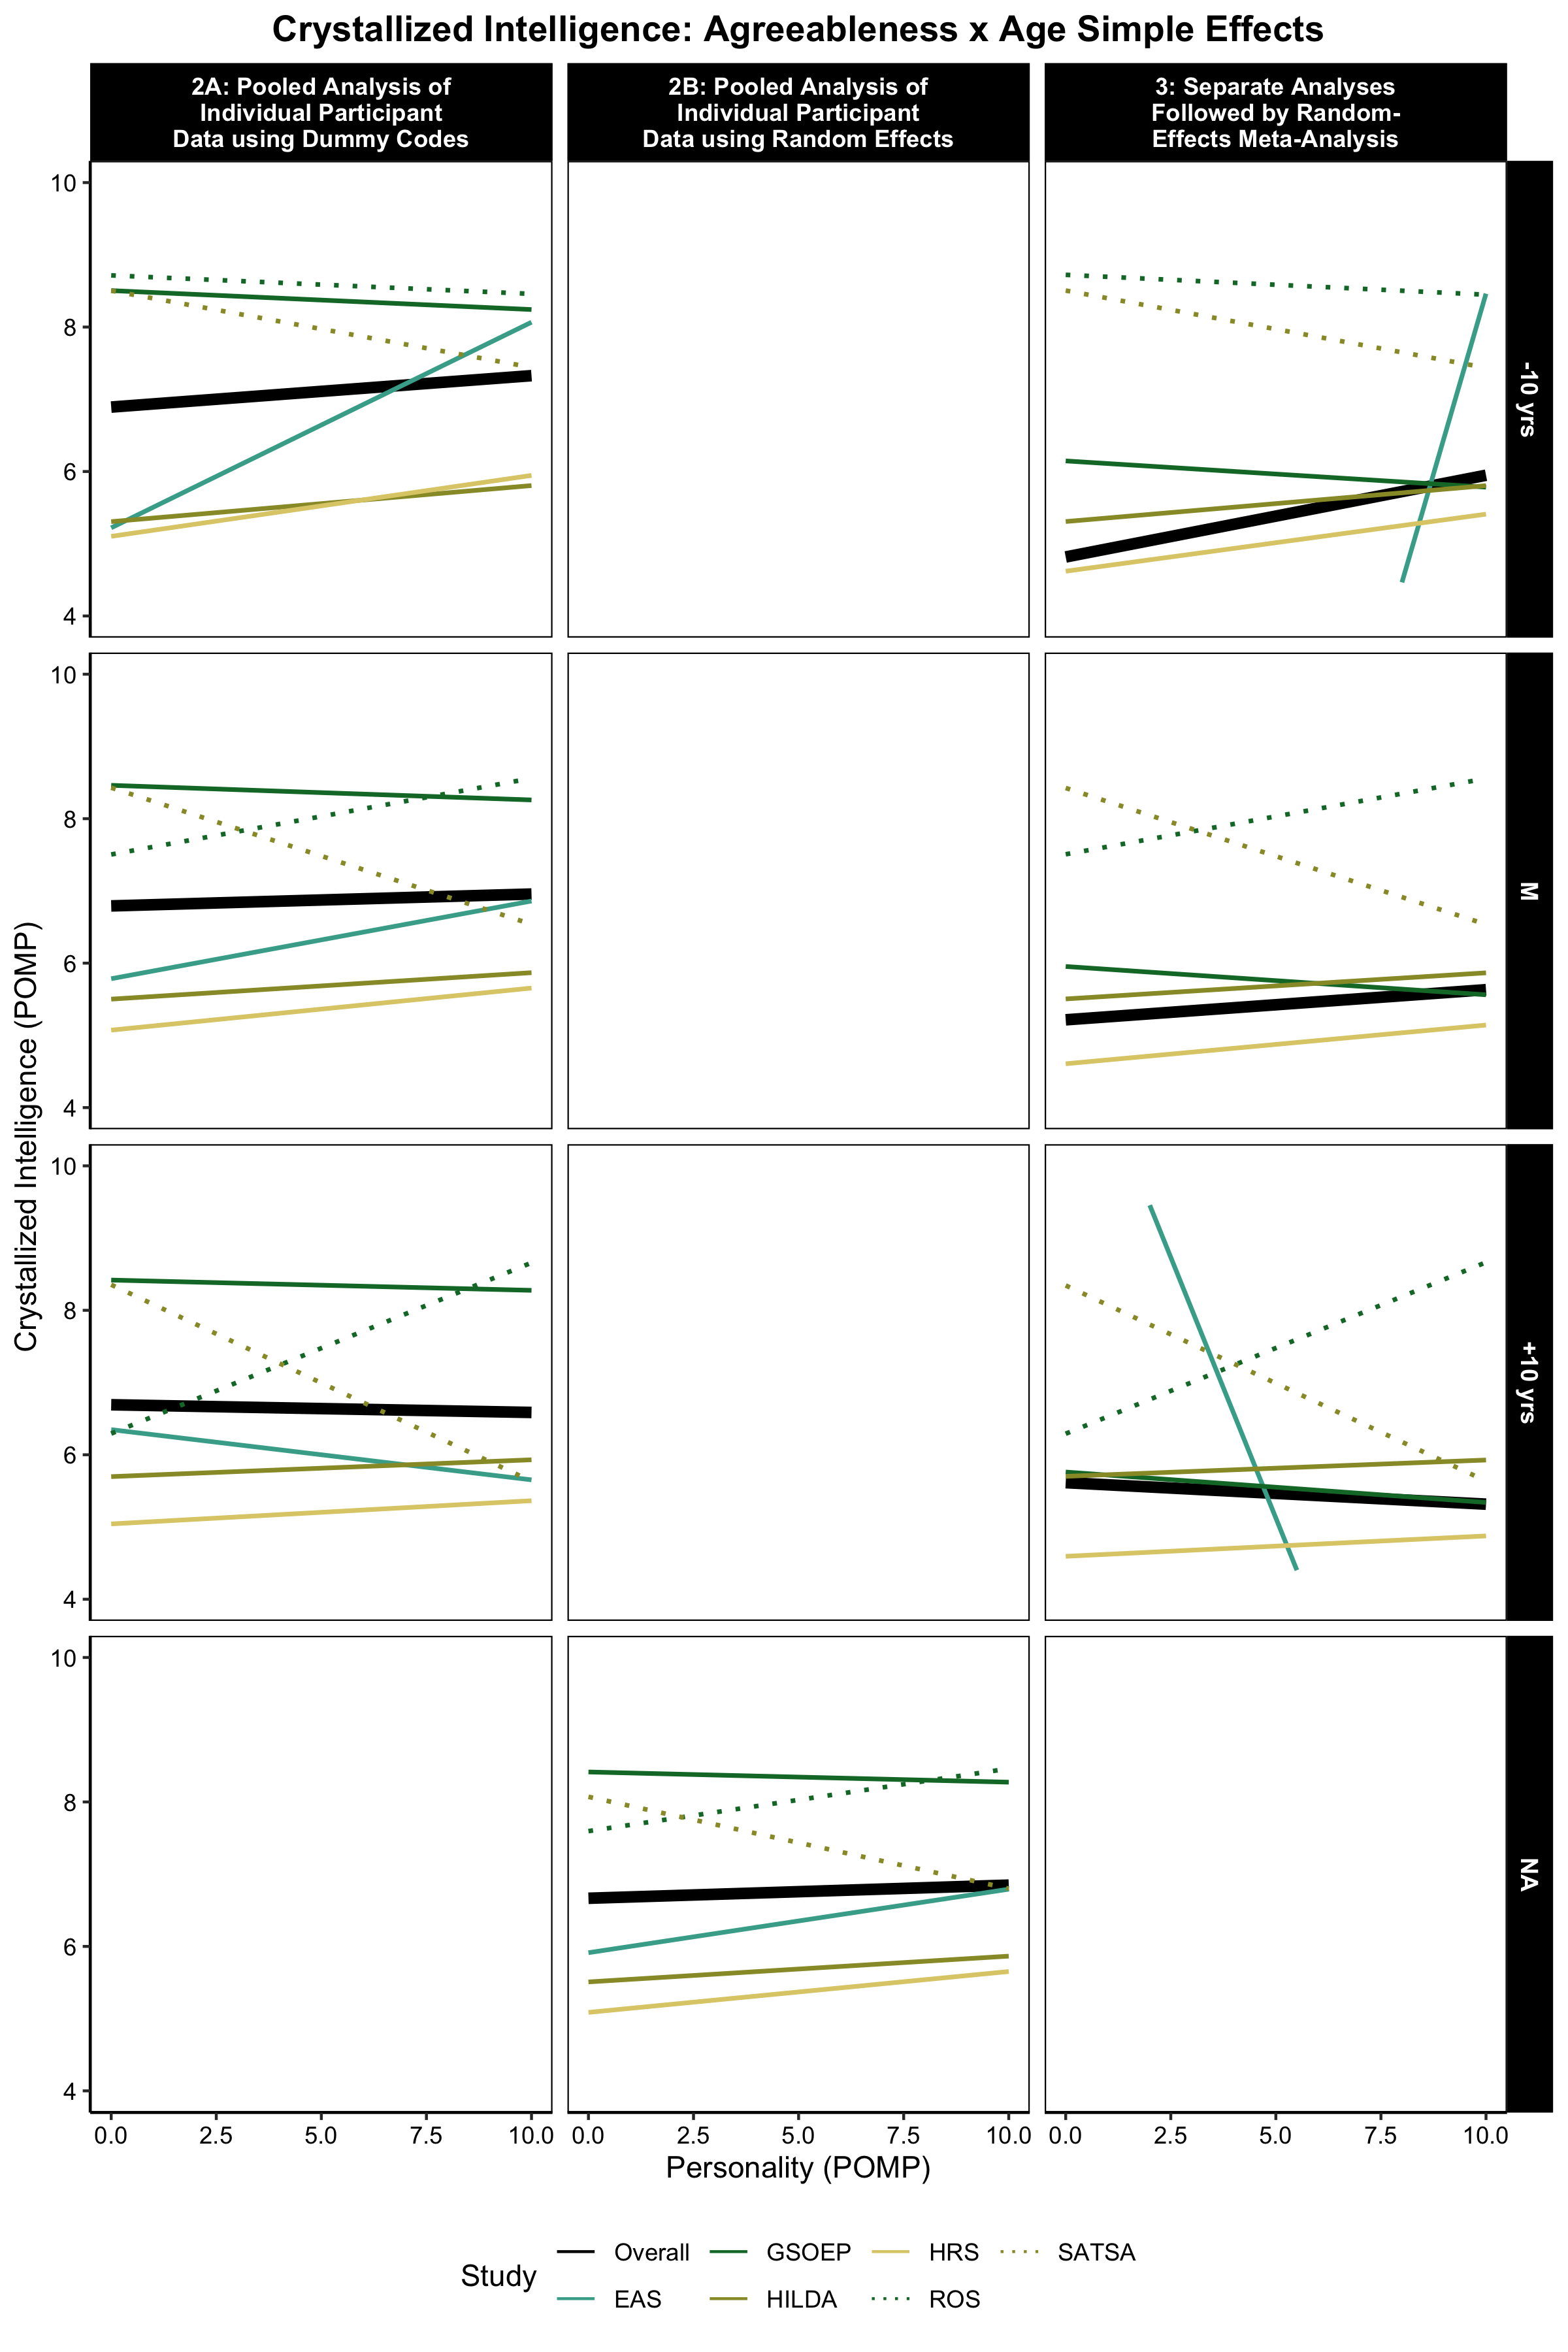 Crystallized Intelligence: Agreeableness x Age Simple Effects
2A: Pooled Analysis of
Individual Participant
Data using Dummy Codes
2B: Pooled Analysis of
Individual Participant
Data using Random Effects
3: Separate Analyses
Followed by Random-
Effects Meta-Analysis
10
8
6
4
-10 yrs
10
8
6
4
M
Crystallized Intelligence (POMP)
10
8
6
4
+10 yrs
10
8
6
4
NA
0.0 2.5 5.0 7.5 10.0 0.0 2.5 5.0 7.5 10.0 0.0 2.5 5.0 7.5 10.0
Personality (POMP)
Study
Overall GSOEP HRS SATSA
EAS HILDA ROS